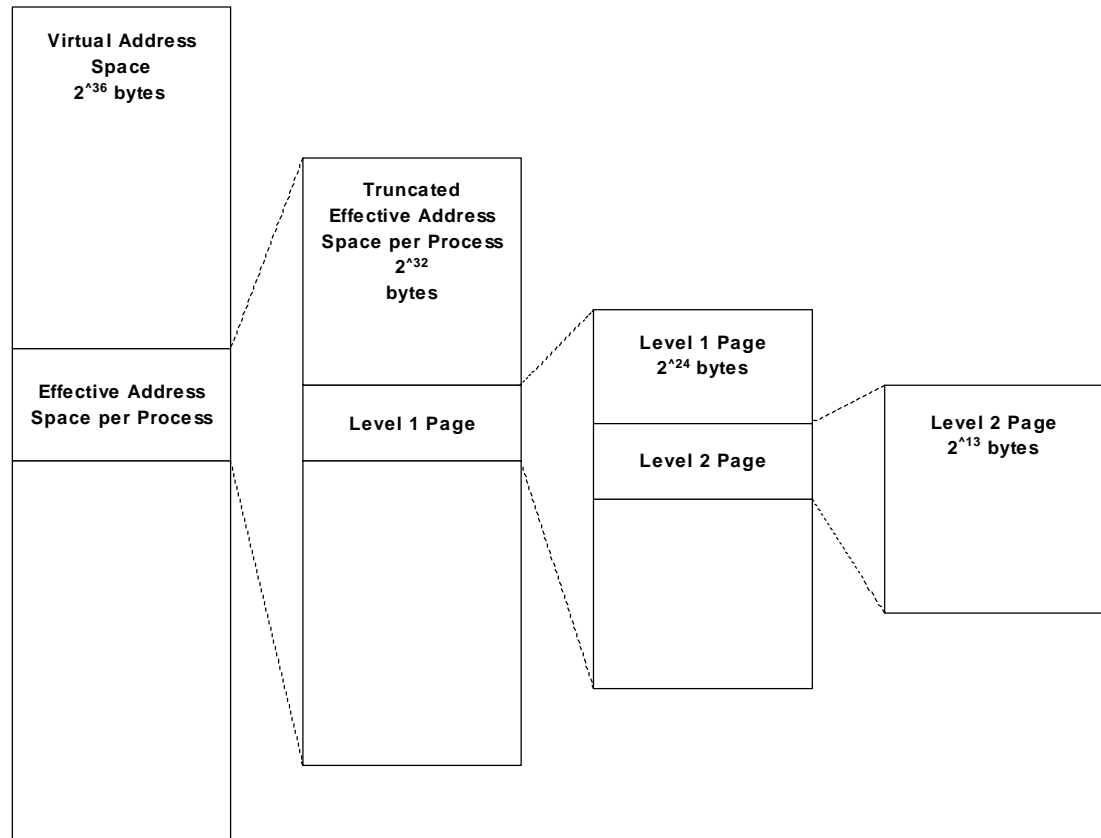 Virtual Address
Space
2^36 bytes
Effective Address
Space per Process
Truncated
Effective Address
Space per Process
2^32
bytes
Level 1 Page
Level 1 Page
2^24 bytes
Level 2 Page
Level 2 Page
2^13 bytes